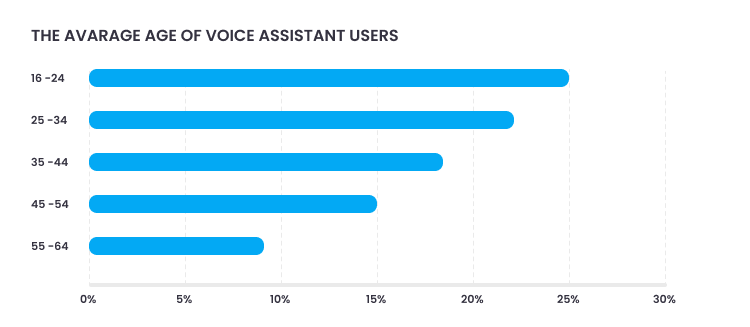 THE AVARAGE AGE OF VOICE ASSISTANT USERS
16 -24
25 -34
35 -44
45 -54
55 -64
0% 5% 10% 15% 20% 25% 30%